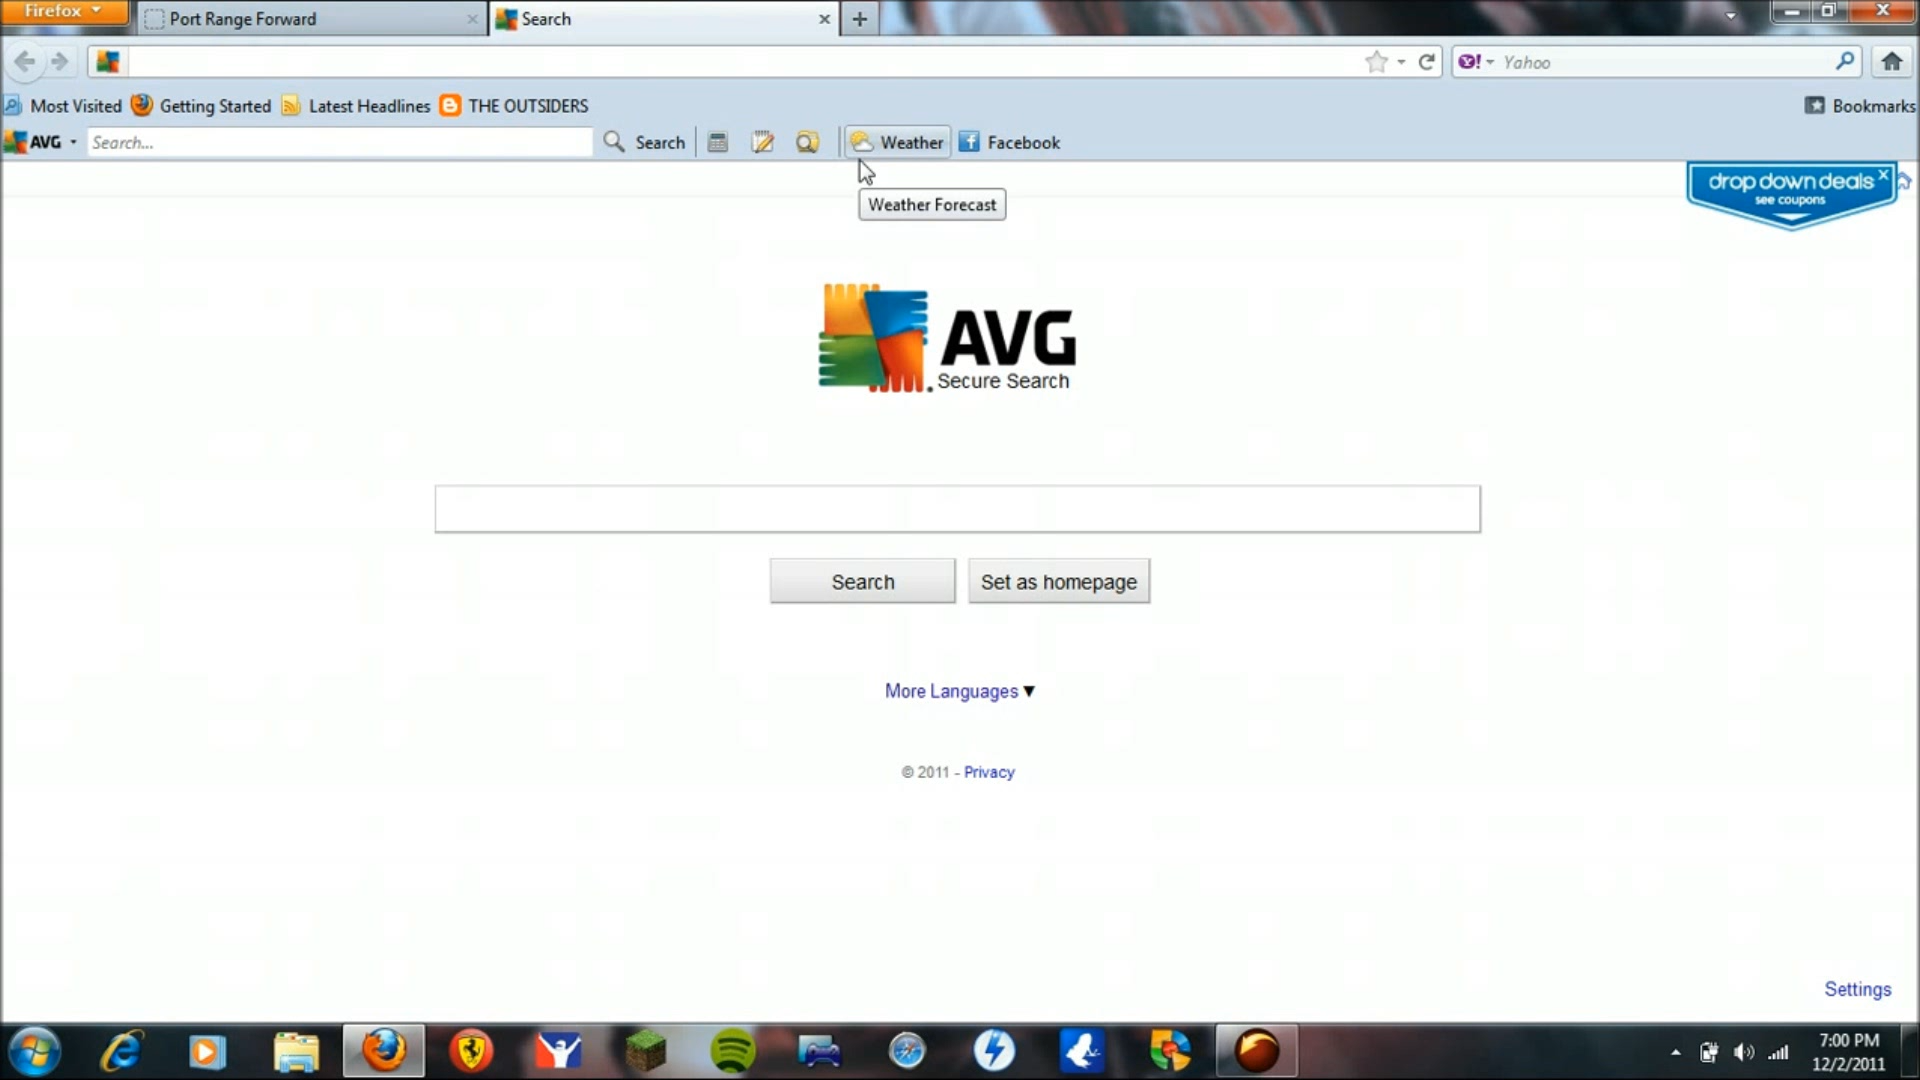 Firefox
Port Range Forward
Search
Yahoo
Most Visited
Getting Started
Latest Headlines
THE OUTSIDERS
Bookmarks
AVG
Search...
Search
Weather
Facebook
Weather Forecast
drop down deals
see coupons
AVG
Secure Search
Search
Set as homepage
More Languages
© 2011 - Privacy
Settings
7:00 PM
12/2/2011